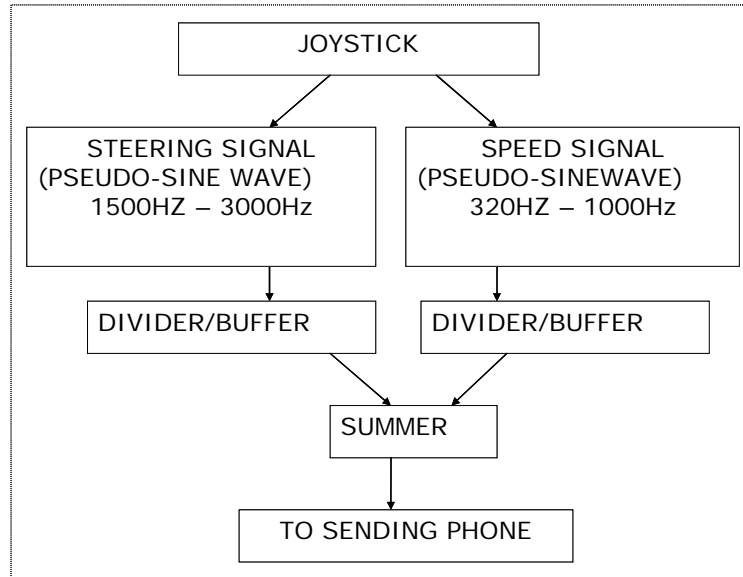 JOYSTICK
STEERING SIGNAL
(PSEUDO-SINE WAVE)
1500HZ – 3000Hz
SPEED SIGNAL
(PSEUDO-SINEWAVE)
320HZ – 1000Hz
DIVIDER/BUFFER
DIVIDER/BUFFER
SUMMER
TO SENDING PHONE